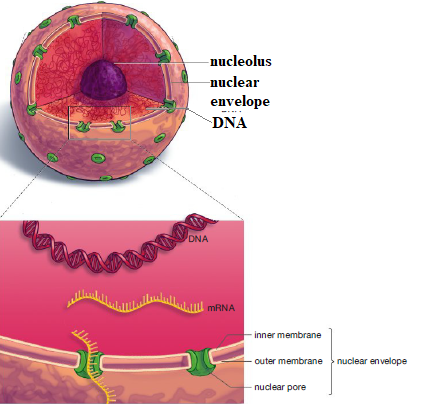 nucleolus
nuclear
envelope
DNA
DNA
mRNA
inner membrane
outer membrane
nuclear envelope
nuclear pore